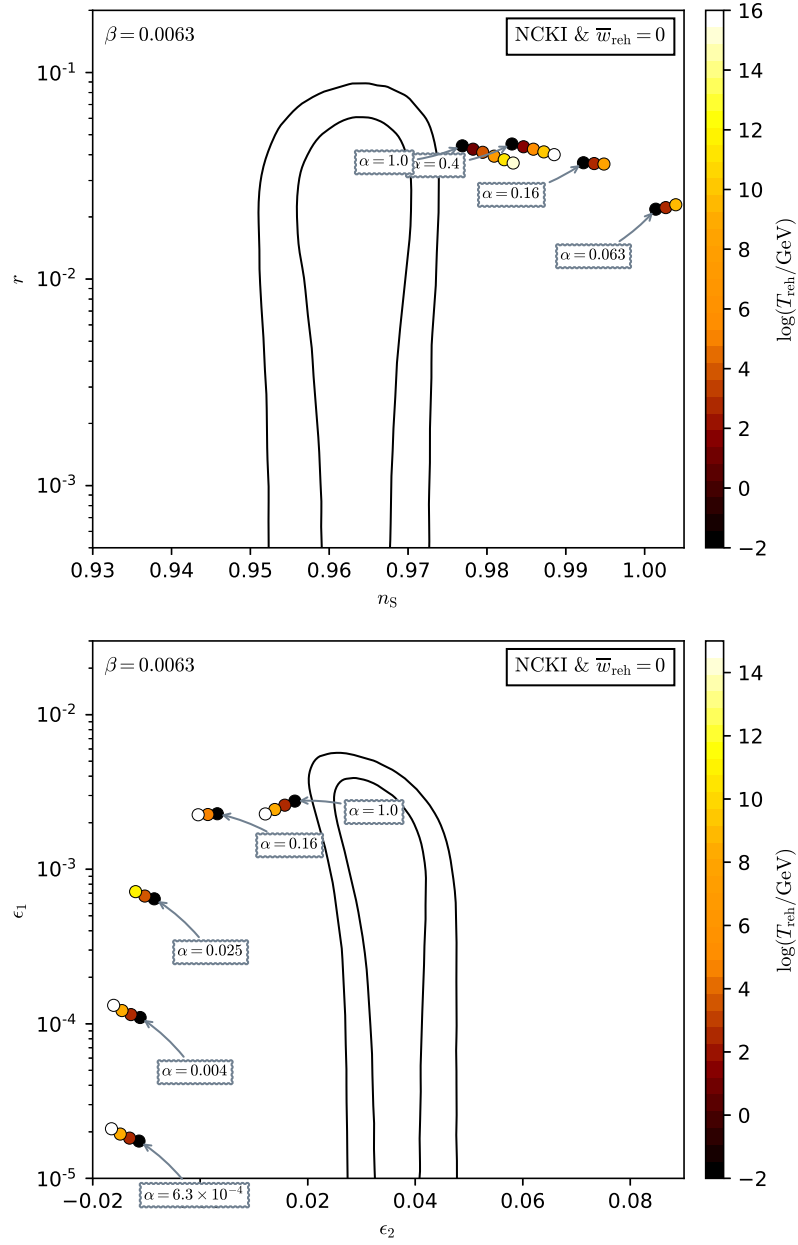 β = 0.0063
NCKI & w̅reh = 0
10⁻¹
10⁻²
10⁻³
r
α = 1.0
α = 0.4
α = 0.16
α = 0.063
0.93 0.94 0.95 0.96 0.97 0.98 0.99 1.00
nS
16
14
12
10
8
6
4
2
0
−2
log(Treh/GeV)
β = 0.0063
NCKI & w̅reh = 0
10⁻²
10⁻³
10⁻⁴
10⁻⁵
ϵ1
α = 1.0
α = 0.16
α = 0.025
α = 0.004
α = 6.3 × 10⁻⁴
−0.02 0.02 0.04 0.06 0.08
ϵ2
14
12
10
8
6
4
2
0
−2
log(Treh/GeV)